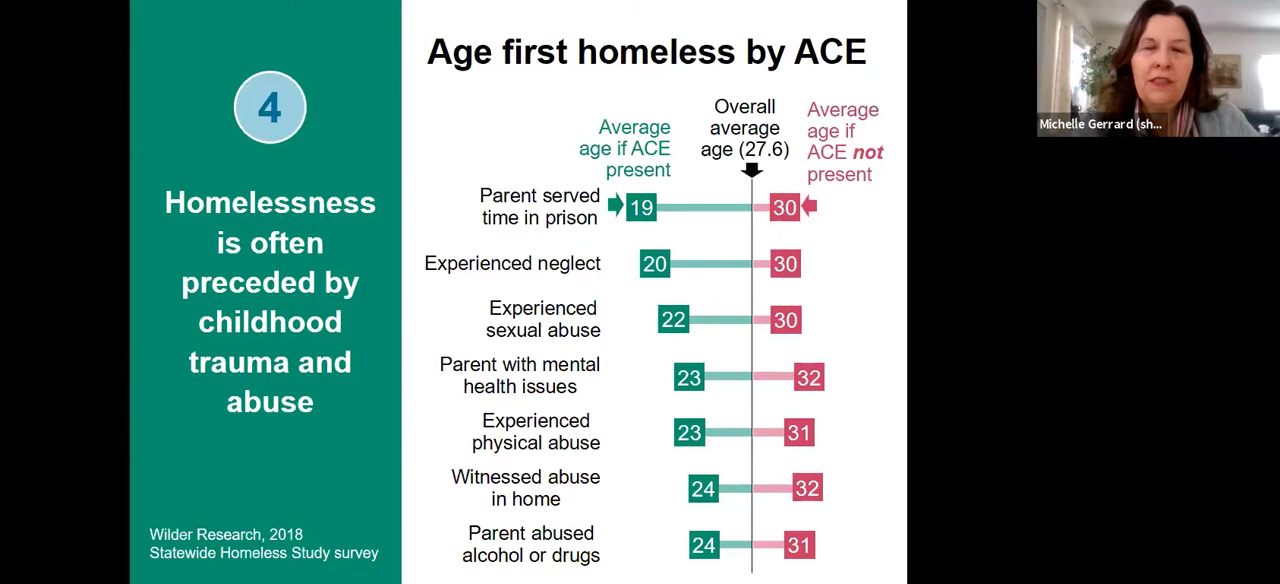 4
Homelessness
is often
preceded by
childhood
trauma and
abuse
Wilder Research, 2018
Statewide Homeless Study survey
Age first homeless by ACE
Average
age if ACE
present
Overall
average
age (27.6)
Average
age if
ACE not
present
Parent served
time in prison
19
30
Experienced neglect
20
30
Experienced
sexual abuse
22
30
Parent with mental
health issues
23
32
Experienced
physical abuse
23
31
Witnessed abuse
in home
24
32
Parent abused
alcohol or drugs
24
31
Michelle Gerrard (sh...